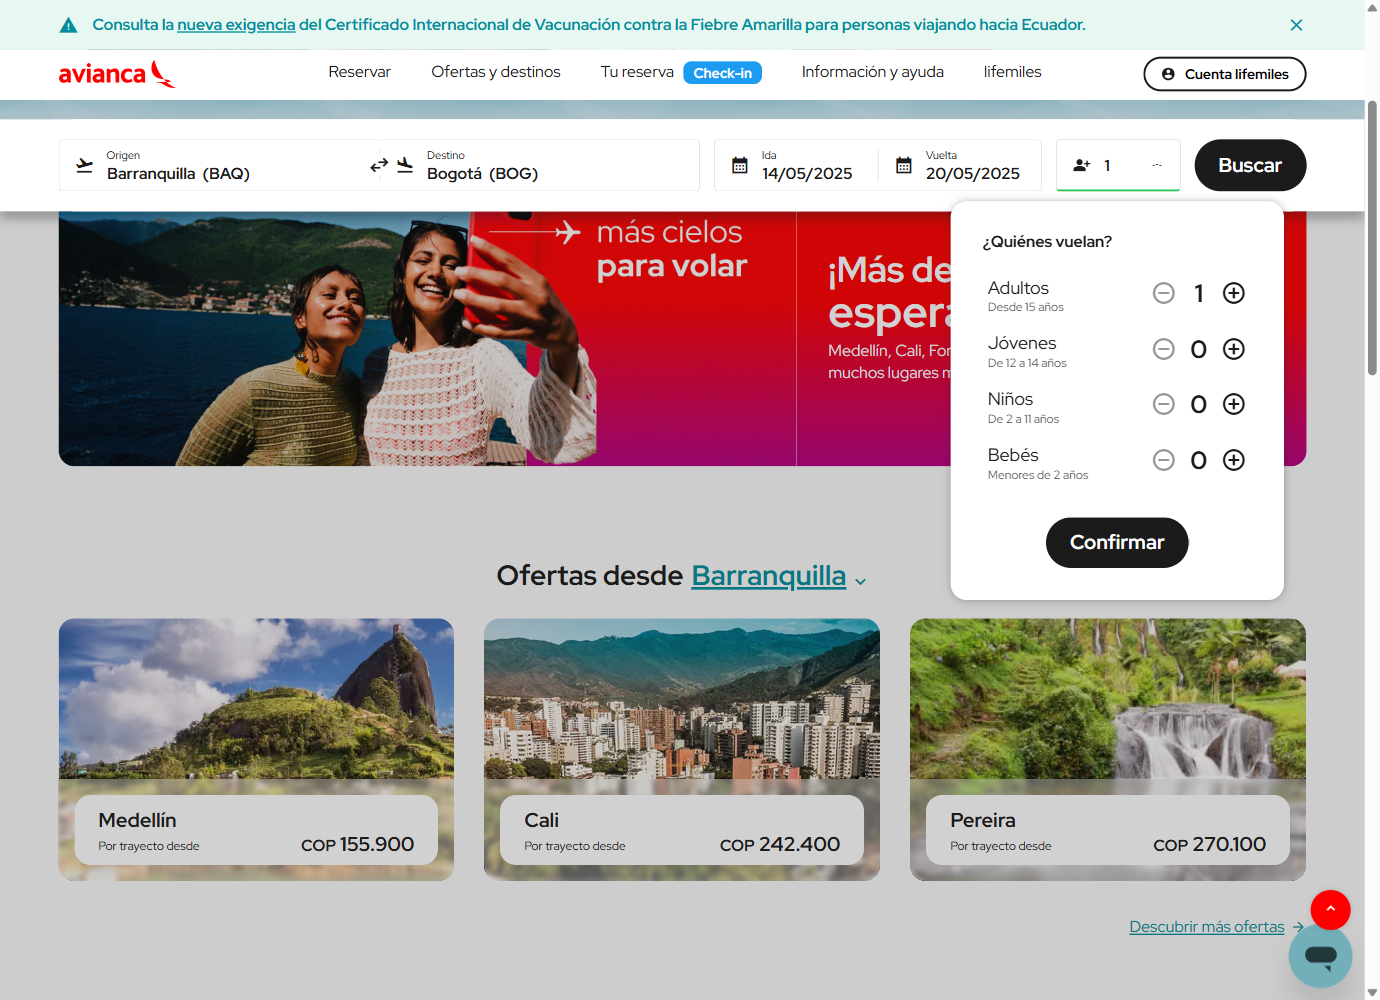 Consulta la nueva exigencia del Certificado Internacional de Vacunación contra la Fiebre Amarilla para personas viajando hacia Ecuador.
avianca
Reservar
Ofertas y destinos
Tu reserva
Check-in
Información y ayuda
lifemiles
Cuenta lifemiles
Origen
Barranquilla (BAQ)
Destino
Bogotá (BOG)
Ida
14/05/2025
Vuelta
20/05/2025
1
Buscar
más cielos
para volar
¡Más de
Medellín, Cali,
muchos lugares
¿Quiénes vuelan?
Adultos
Desde 15 años
1
Jóvenes
De 12 a 14 años
0
Niños
De 2 a 11 años
0
Bebés
Menores de 2 años
0
Confirmar
Ofertas desde Barranquilla
Medellín
Por trayecto desde
COP 155.900
Cali
Por trayecto desde
COP 242.400
Pereira
Por trayecto desde
COP 270.100
Descubrir más ofertas